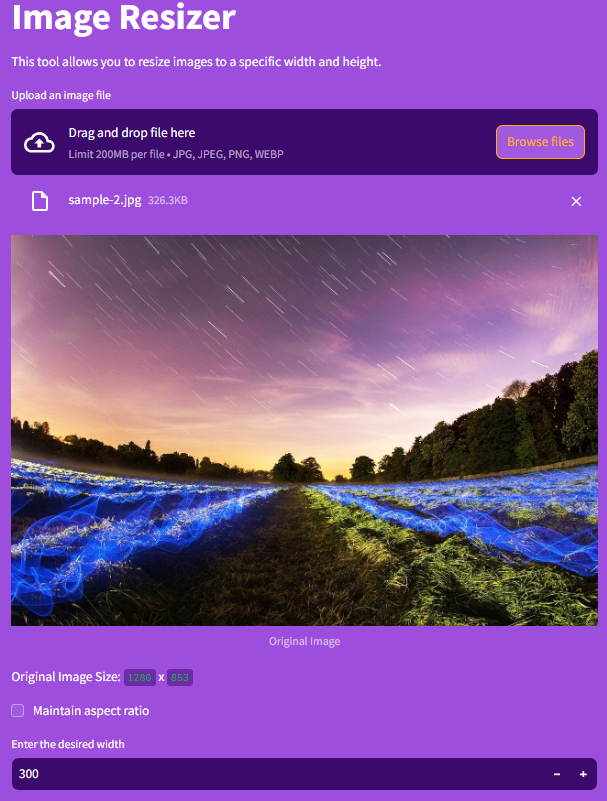 Image Resizer
This tool allows you to resize images to a specific width and height.
Upload an image file
Drag and drop file here
Browse files
Limit 200MB per file • JPG, JPEG, PNG, WEBP
sample-2.jpg 326.3KB
Original Image
Original Image Size: 1280 x 853
Maintain aspect ratio
Enter the desired width
300